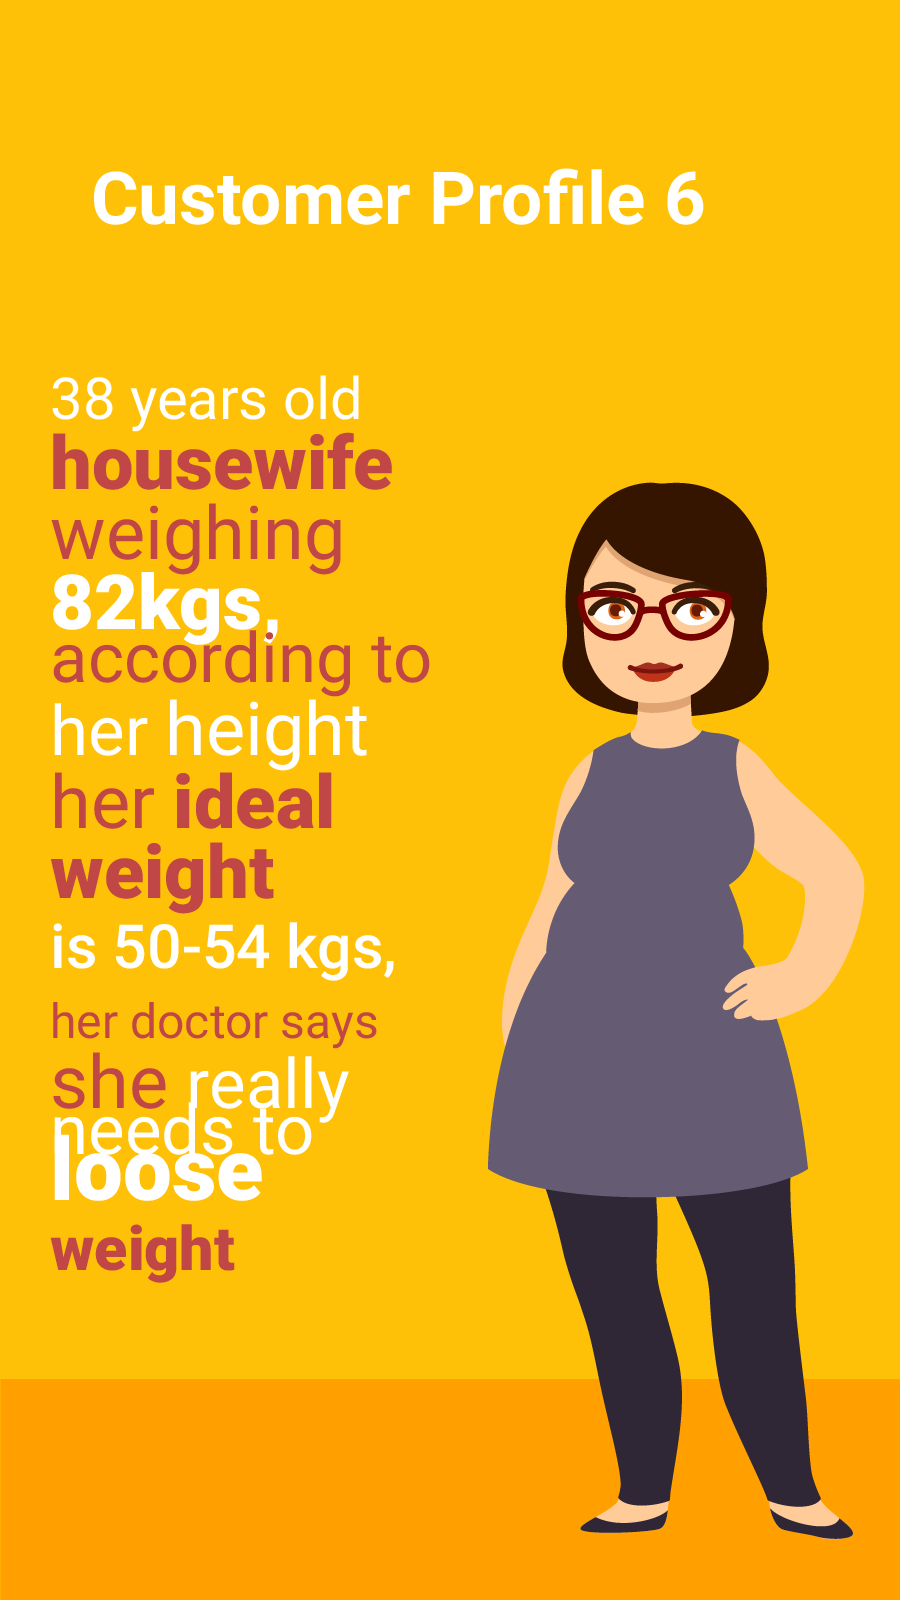 Customer Profile 6
38 years old
housewife
weighing
82kgs,
according to
her height
her ideal
weight
is 50-54 kgs,
her doctor says
she really
needs to
loose
weight